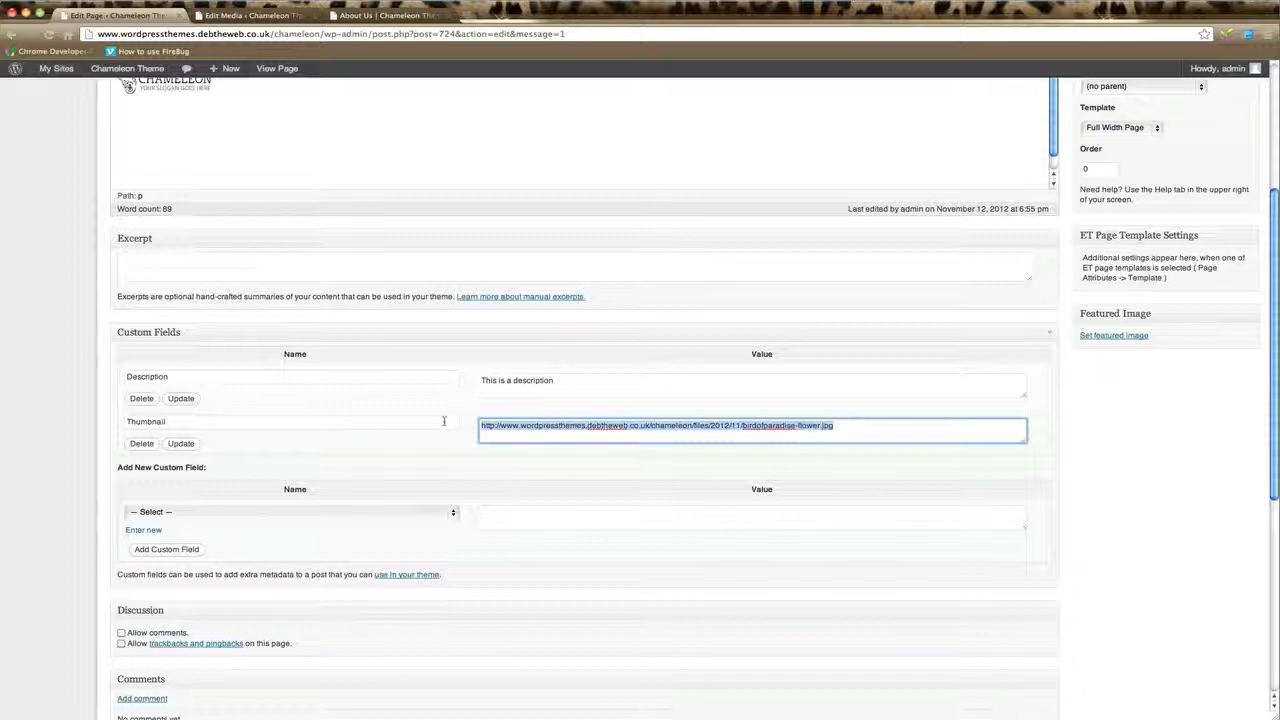 Edit Page ‹ Chameleon Them
Edit Media ‹ Chameleon Th
About Us | Chameleon The
www.wordpressthemes.debtheweb.co.uk/chameleon/wp-admin/post.php?post=724&action=edit&message=1
Chrome Developer
How to use FireBug
My Sites
Chameleon Theme
+ New
View Page
Howdy, admin
CHAMELEON
YOUR SLOGAN GOES HERE
(no parent)
Template
Full Width Page
Order
0
Need help? Use the Help tab in the upper right
of your screen.
Path: p
Word count: 89
Last edited by admin on November 12, 2012 at 6:55 pm
Excerpt
ET Page Template Settings
Additional settings appear here, when one of
ET page templates is selected ( Page
Attributes -> Template )
Excerpts are optional hand-crafted summaries of your content that can be used in your theme. Learn more about manual excerpts.
Featured Image
Set featured image
Custom Fields
Name
Value
Description
This is a description
Delete
Update
Thumbnail
http://www.wordpressthemes.debtheweb.co.uk/chameleon/files/2012/11/birdofparadise-flower.jpg
Delete
Update
Add New Custom Field:
Name
Value
— Select —
Enter new
Add Custom Field
Custom fields can be used to add extra metadata to a post that you can use in your theme.
Discussion
Allow comments.
Allow trackbacks and pingbacks on this page.
Comments
Add comment
No comments yet.